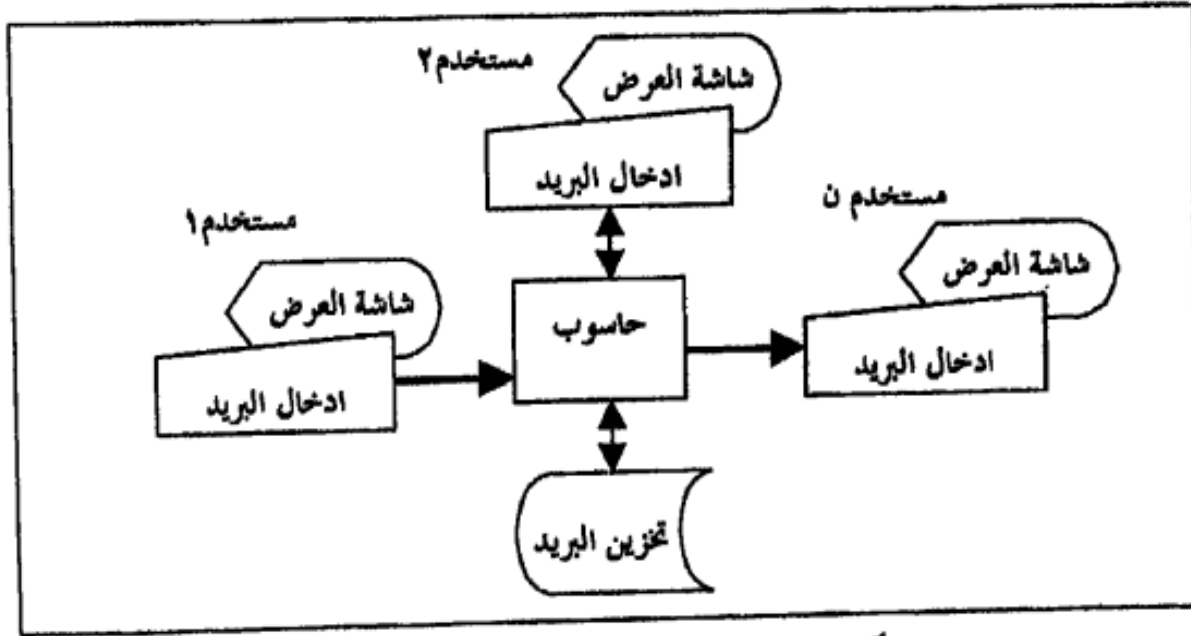 مستخدم٢
شاشة العرض
ادخال البريد
مستخدم ن
شاشة العرض
ادخال البريد
مستخدم١
شاشة العرض
ادخال البريد
حاسوب
تخزين البريد